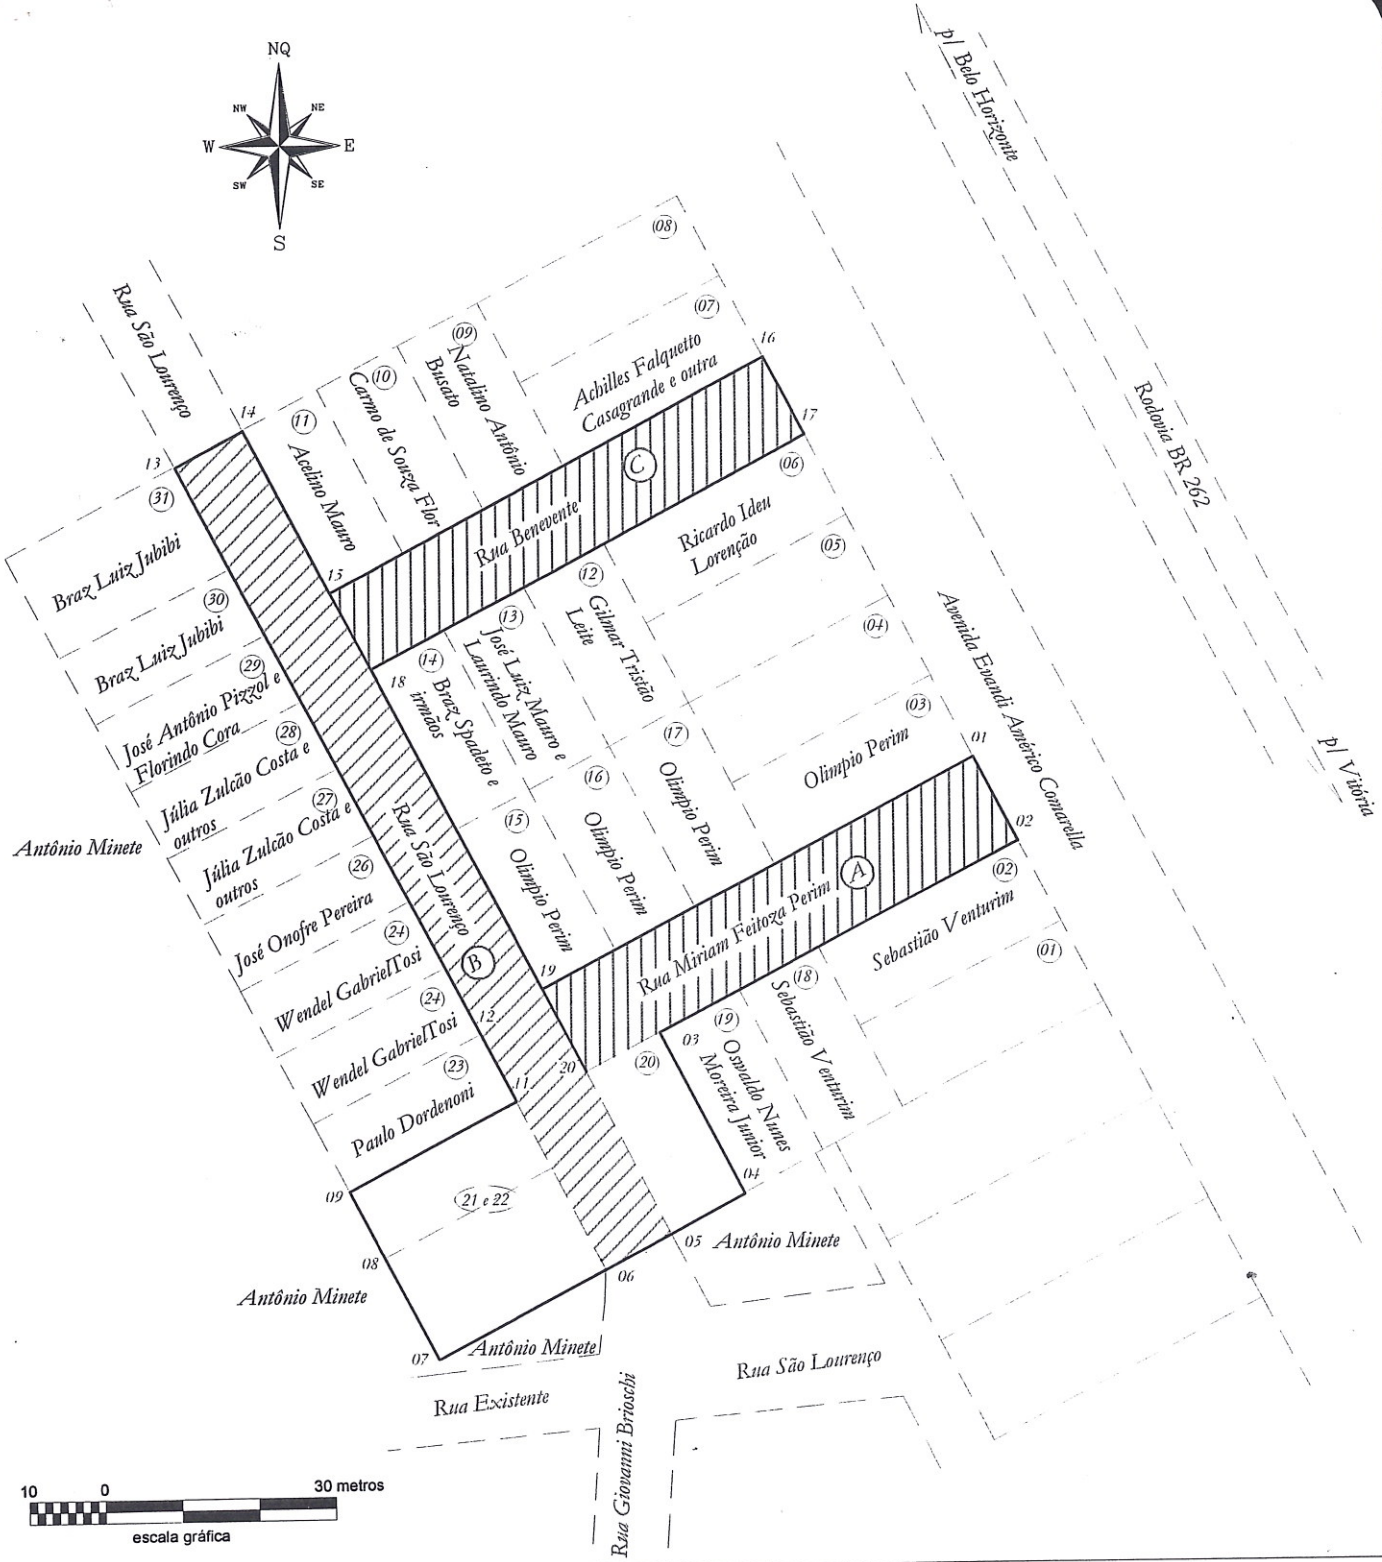 NQ
NW
NE
W
E
SW
SE
S
p/ Belo Horizonte
Rua São Lourenço
(08)
(07)
16
Achilles Falquetto
Casagrande e outra
(09)
Natalino Antônio
Busato
(10)
Carmo de Souza Flor
(11)
Acelino Mauro
14
13
17
C
Rua Benevente
(06)
Ricardo Ideu
Lorenção
Rodovia BR 262
(31)
Braz Luiz Jubibi
15
(05)
(12)
Gilmar Tristão
Leite
(30)
Braz Luiz Jubibi
(13)
José Luiz Mauro e
Laurindo Mauro
(04)
Avenida Evandi Américo Comarella
(29)
José Antônio Pizzol e
Florindo Cora
(14)
Braz Spadeto e
irmãos
18
(03)
Olimpio Perim
(28)
Júlia Zulcão Costa e
outros
(17)
Olimpio Perim
01
p/ Vitória
(27)
Júlia Zulcão Costa e
outros
(16)
Olimpio Perim
(15)
Olimpio Perim
02
Antônio Minete
Rua São Lourenço
(26)
José Onofre Pereira
A
Rua Miriam Feitoza Perim
(02)
Sebastião Venturim
(24)
Wendel GabrielTosi
B
19
(18)
Sebastião Venturim
(01)
(24)
Wendel GabrielTosi
12
(19)
Oswaldo Nunes
Moreira Junior
03
(23)
Paulo Dordenoni
11
20
(20)
09
21 e 22
04
08
05
Antônio Minete
Antônio Minete
06
07
Antônio Minete
Rua São Lourenço
Rua Existente
Rua Giovanni Brioschi
10
0
30 metros
escala gráfica